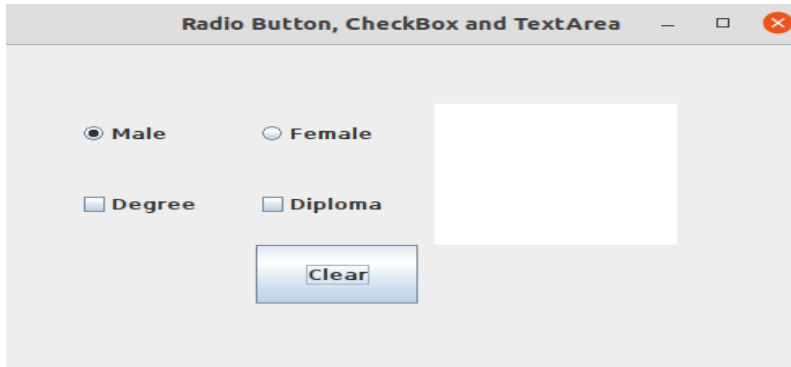 Radio Button, CheckBox and TextArea
Male Female
Degree Diploma
Clear